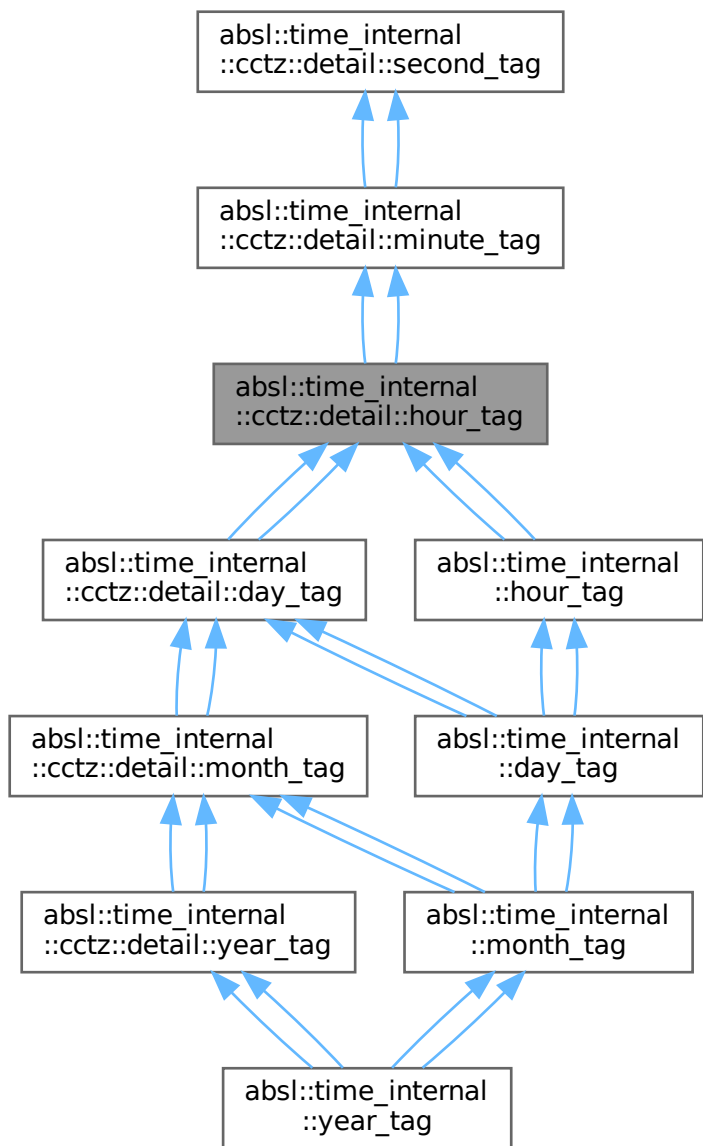 absl::time_internal
::cctz::detail::second_tag
absl::time_internal
::cctz::detail::minute_tag
absl::time_internal
::cctz::detail::hour_tag
absl::time_internal
::cctz::detail::day_tag
absl::time_internal
::hour_tag
absl::time_internal
::cctz::detail::month_tag
absl::time_internal
::day_tag
absl::time_internal
::cctz::detail::year_tag
absl::time_internal
::month_tag
absl::time_internal
::year_tag